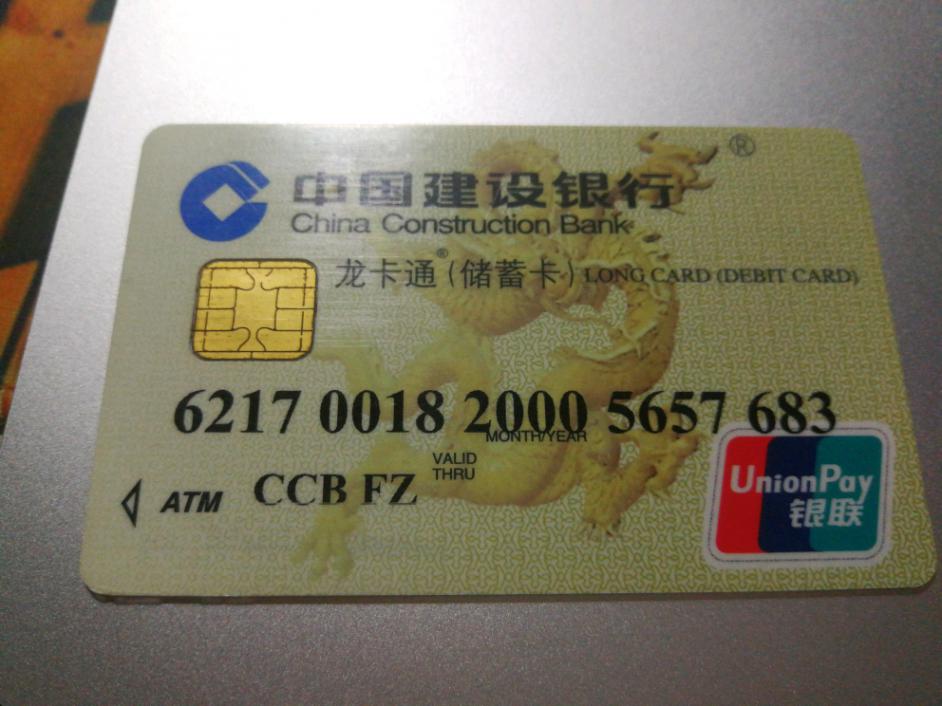 ®
中国建设银行
China Construction Bank
龙卡通®(储蓄卡) LONG CARD (DEBIT CARD)
6217 0018 2000 5657 683
MONTH/YEAR
VALID
THRU
ATM CCB FZ
UnionPay
银联